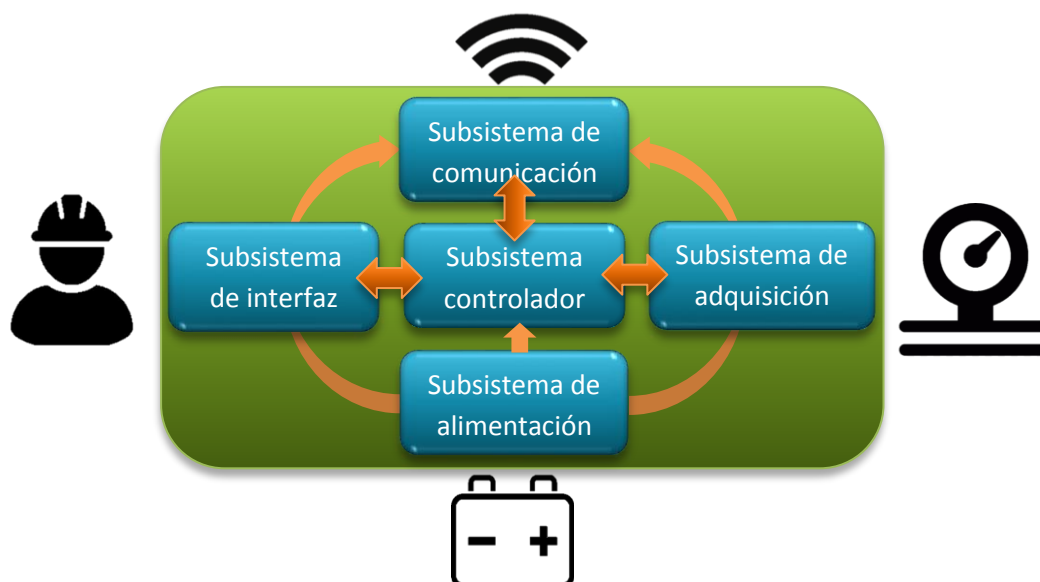 Subsistema de
comunicación
Subsistema
de interfaz
Subsistema
controlador
Subsistema de
adquisición
Subsistema de
alimentación